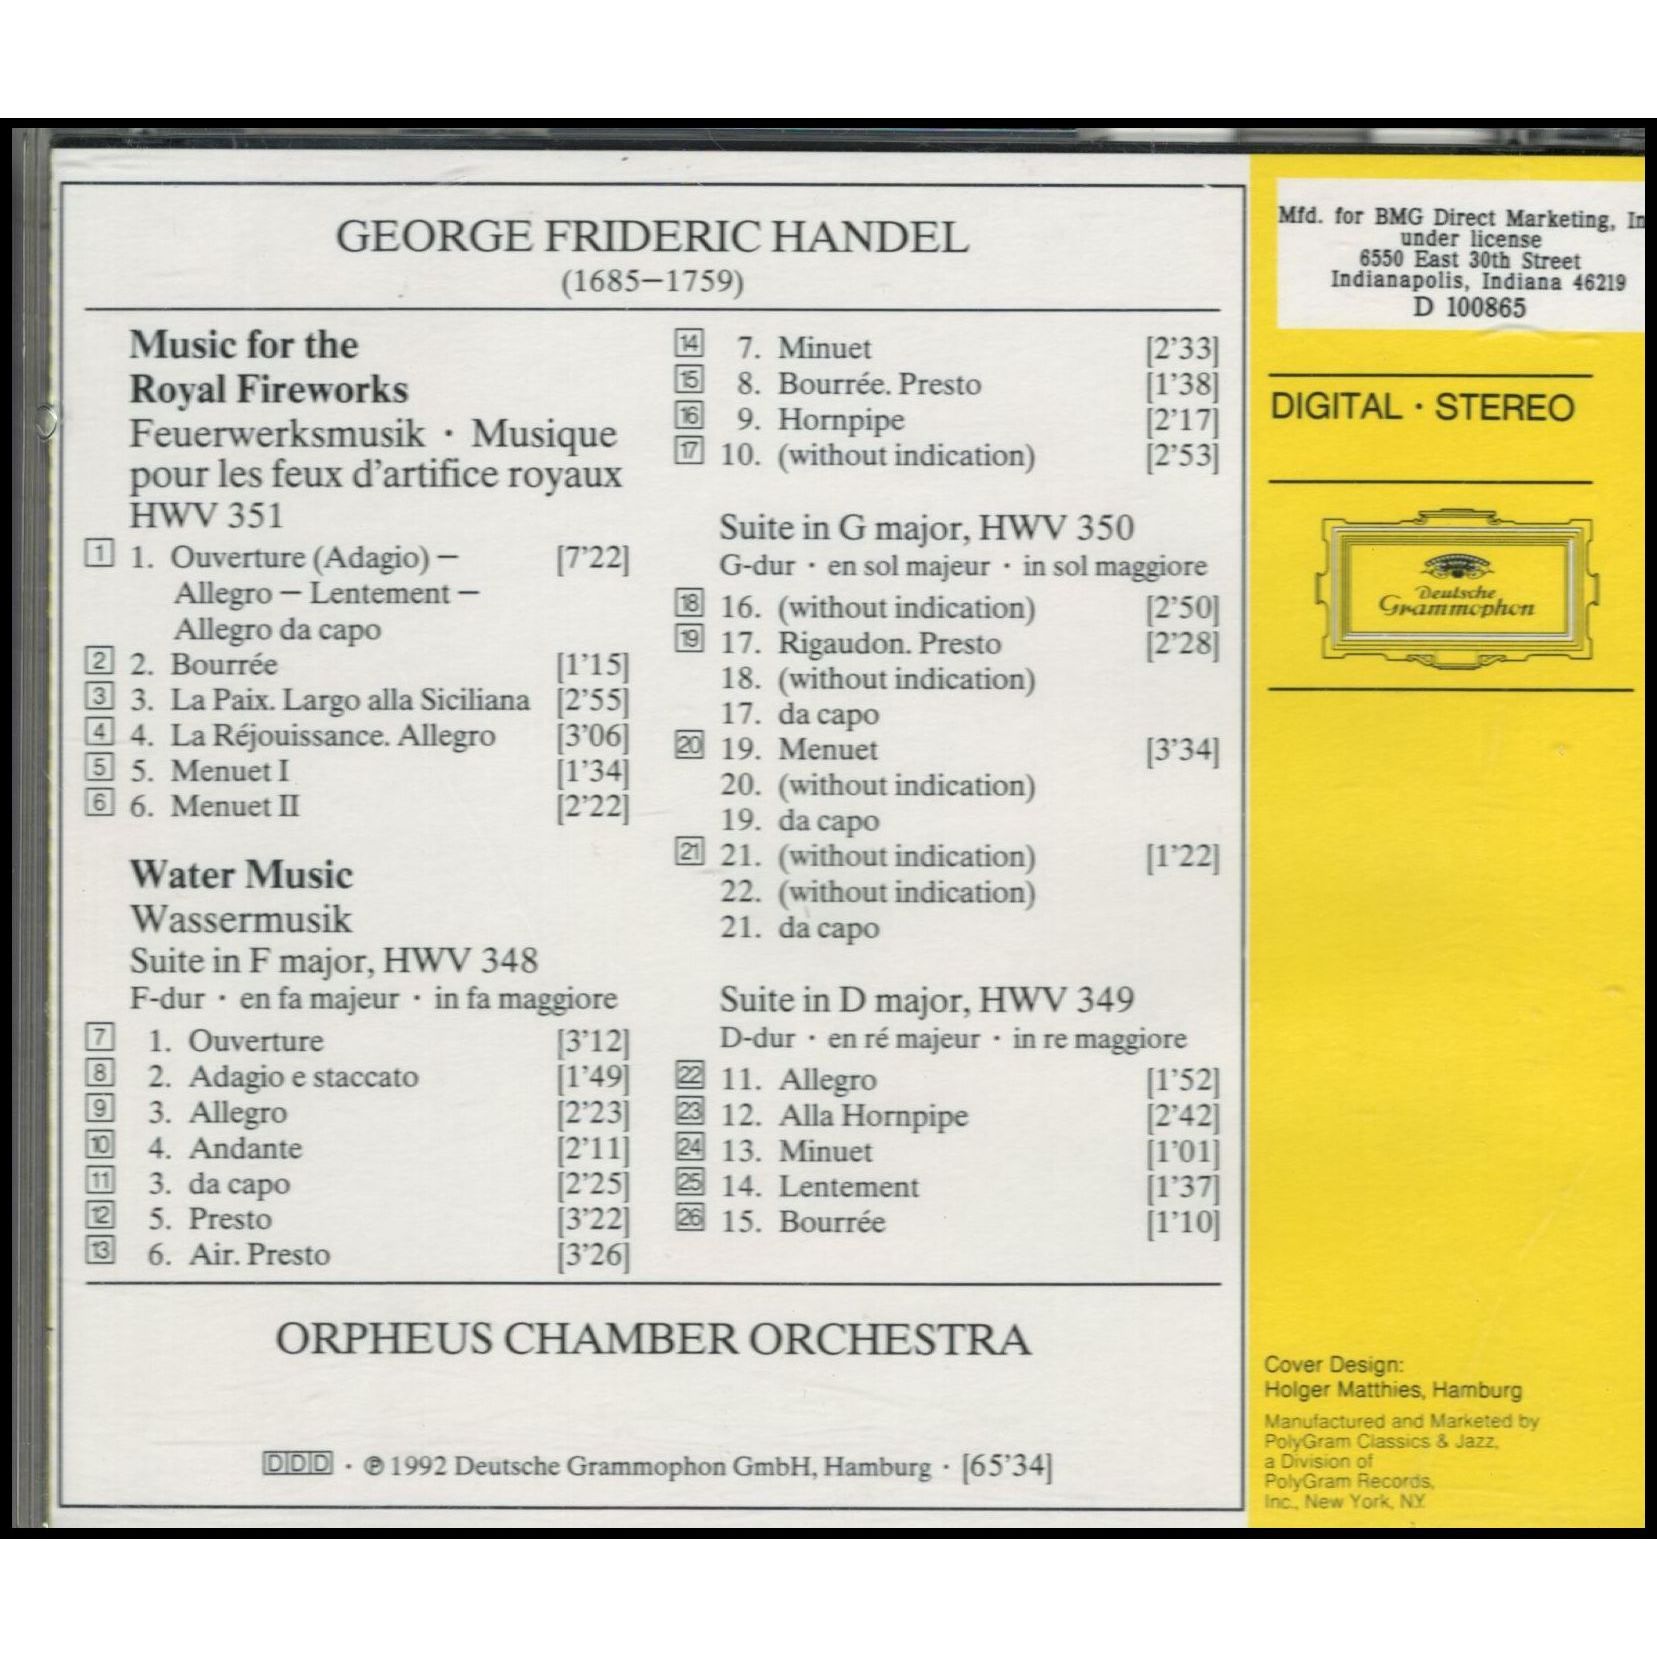 GEORGE FRIDERIC HANDEL
(1685–1759)
Music for the
Royal Fireworks
Feuerwerksmusik · Musique
pour les feux d'artifice royaux
HWV 351
1 1. Ouverture (Adagio) – [7'22]
Allegro – Lentement –
Allegro da capo
2 2. Bourrée [1'15]
3 3. La Paix. Largo alla Siciliana [2'55]
4 4. La Réjouissance. Allegro [3'06]
5 5. Menuet I [1'34]
6 6. Menuet II [2'22]
Water Music
Wassermusik
Suite in F major, HWV 348
F-dur · en fa majeur · in fa maggiore
7 1. Ouverture [3'12]
8 2. Adagio e staccato [1'49]
9 3. Allegro [2'23]
10 4. Andante [2'11]
11 3. da capo [2'25]
12 5. Presto [3'22]
13 6. Air. Presto [3'26]
14 7. Minuet [2'33]
15 8. Bourrée. Presto [1'38]
16 9. Hornpipe [2'17]
17 10. (without indication) [2'53]
Suite in G major, HWV 350
G-dur · en sol majeur · in sol maggiore
18 16. (without indication) [2'50]
19 17. Rigaudon. Presto [2'28]
18. (without indication)
17. da capo
20 19. Menuet [3'34]
20. (without indication)
19. da capo
21 21. (without indication) [1'22]
22. (without indication)
21. da capo
Suite in D major, HWV 349
D-dur · en ré majeur · in re maggiore
22 11. Allegro [1'52]
23 12. Alla Hornpipe [2'42]
24 13. Minuet [1'01]
25 14. Lentement [1'37]
26 15. Bourrée [1'10]
ORPHEUS CHAMBER ORCHESTRA
DDD · ℗ 1992 Deutsche Grammophon GmbH, Hamburg · [65'34]
Mfd. for BMG Direct Marketing, In
under license
6550 East 30th Street
Indianapolis, Indiana 46219
D 100865
DIGITAL · STEREO
Deutsche
Grammophon
Cover Design:
Holger Matthies, Hamburg
Manufactured and Marketed by
PolyGram Classics & Jazz,
a Division of
PolyGram Records,
Inc., New York, NY.